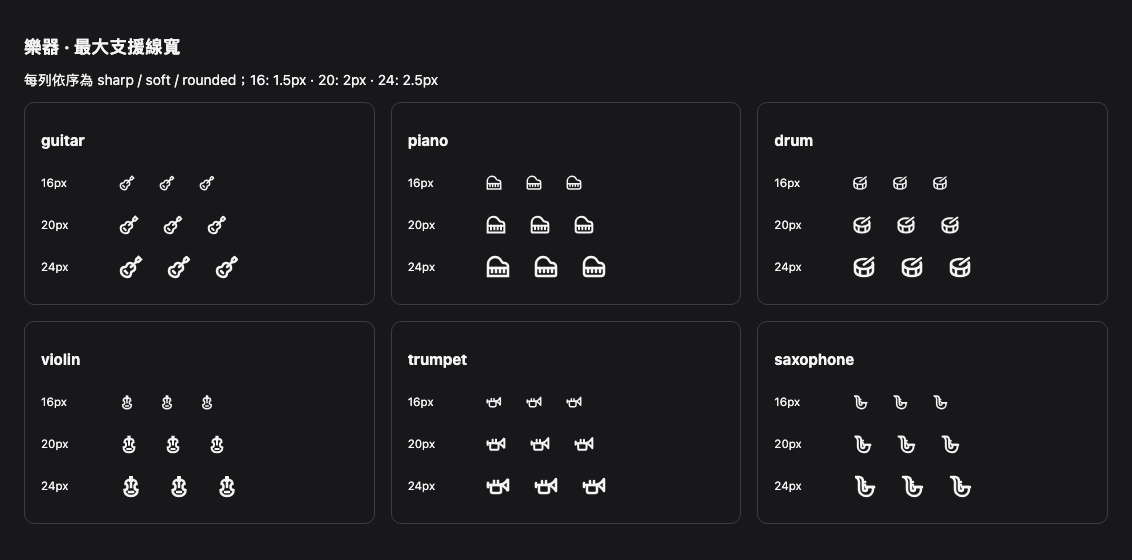 樂器 · 最大支援線寬
每列依序為 sharp / soft / rounded；16: 1.5px · 20: 2px · 24: 2.5px
guitar
16px
20px
24px
piano
16px
20px
24px
drum
16px
20px
24px
violin
16px
20px
24px
trumpet
16px
20px
24px
saxophone
16px
20px
24px